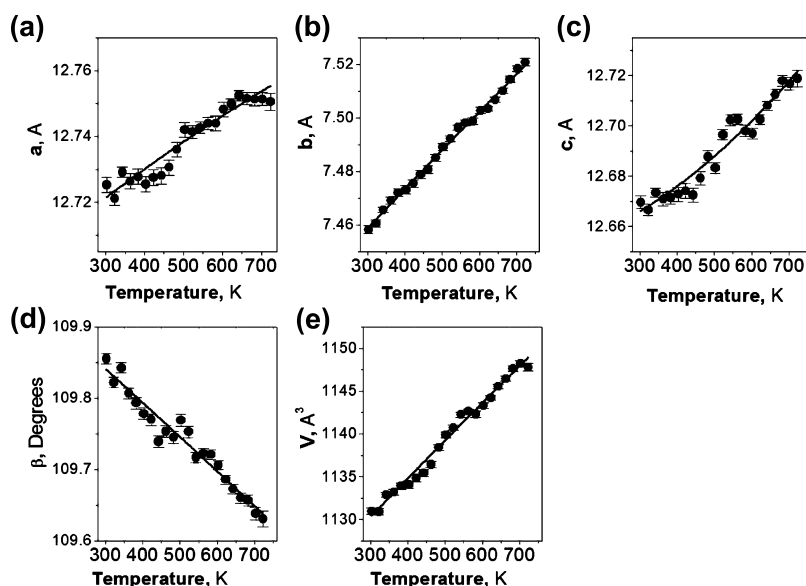 (a)
12.76
12.74
12.72
a, A
300 400 500 600 700
Temperature, K
(b)
7.52
7.50
7.48
7.46
b, A
300 400 500 600 700
Temperature, K
(c)
12.72
12.70
12.68
12.66
c, A
300 400 500 600 700
Temperature, K
(d)
109.9
109.8
109.7
109.6
β, Degrees
300 400 500 600 700
Temperature, K
(e)
1150
1145
1140
1135
1130
V, A³
300 400 500 600 700
Temperature, K